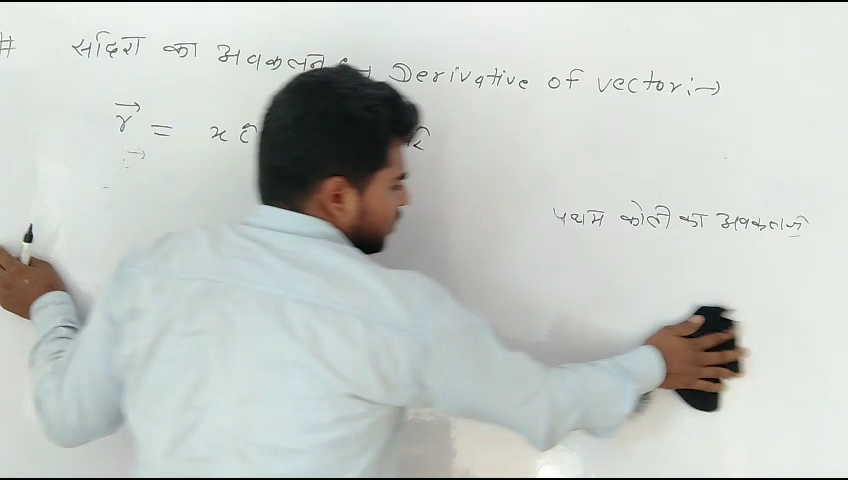 # सदिश का अवकलन :→ Derivative of vector:→
r⃗ = x î
प्रथम कोटी का अवकलन